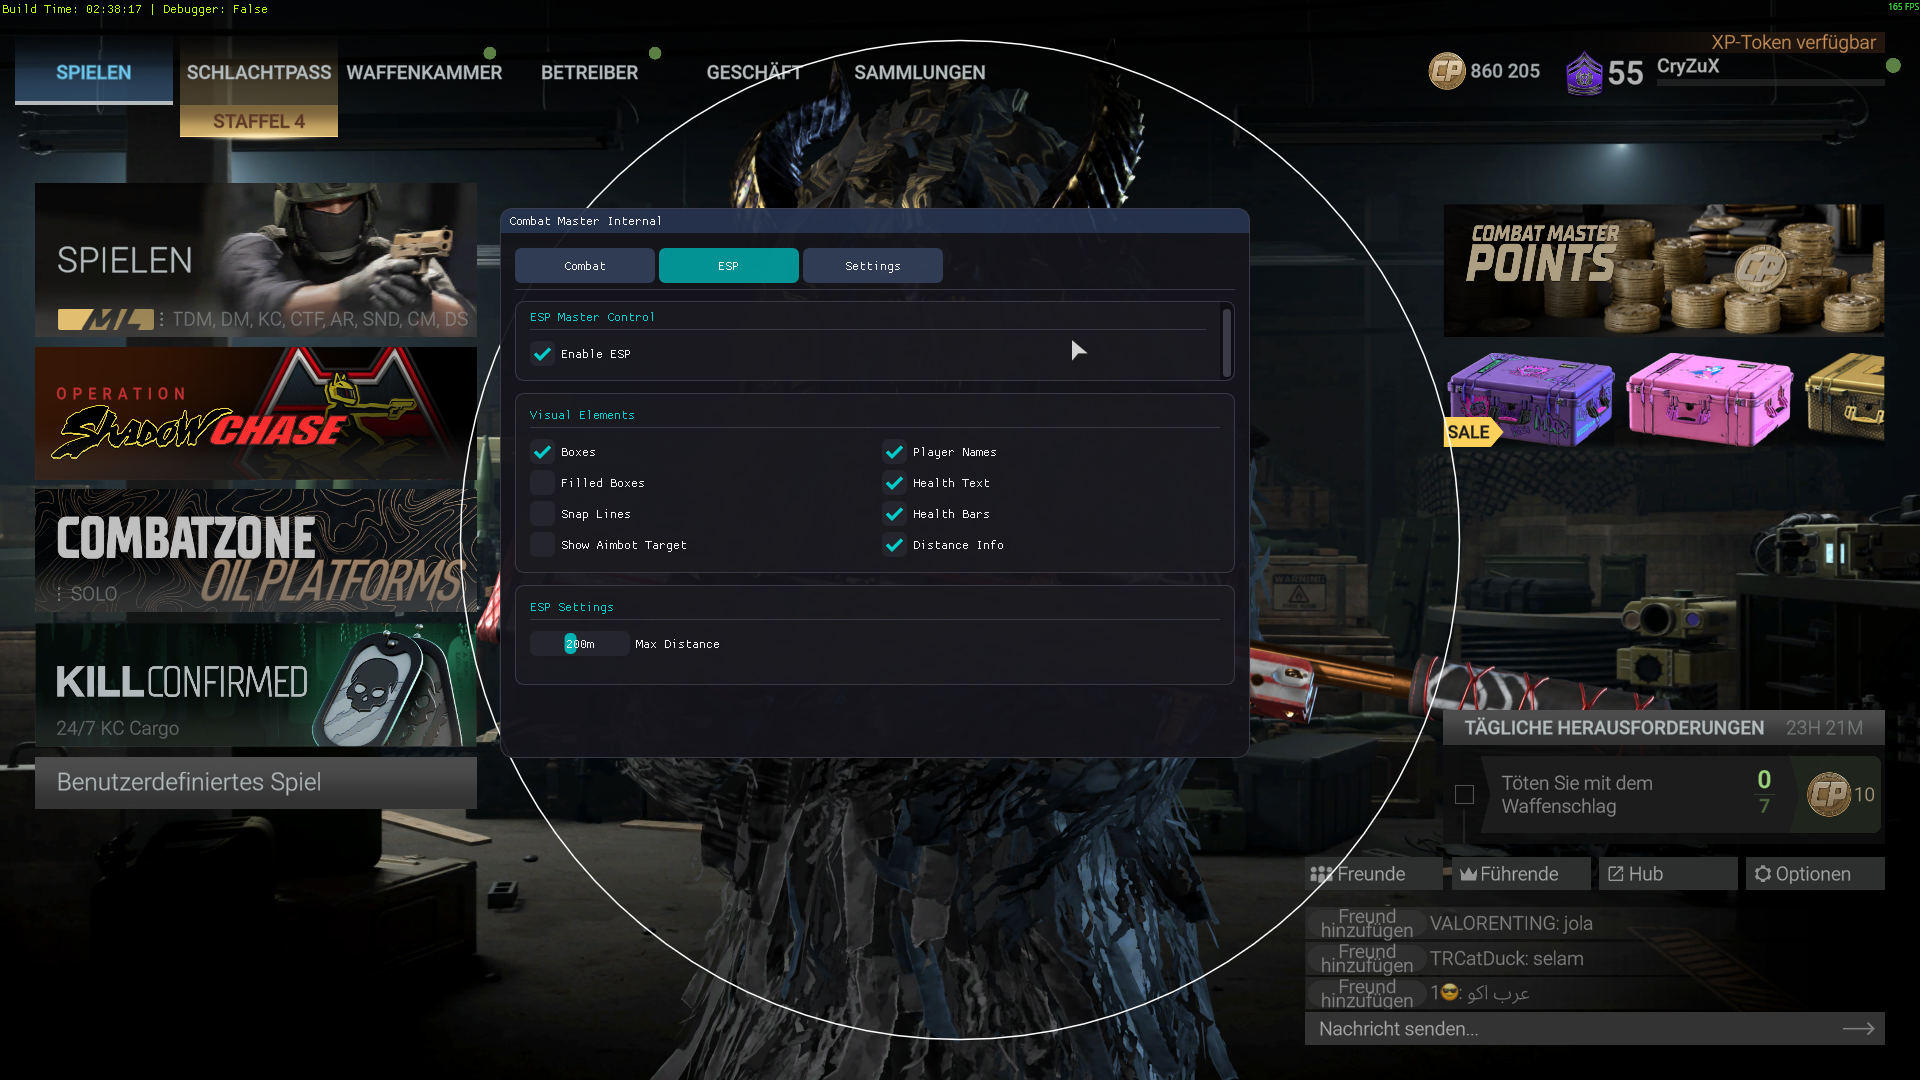 Build Time: 02:38:17 | Debugger: False
165 FPS
SPIELEN
SCHLACHTPASS
STAFFEL 4
WAFFENKAMMER
BETREIBER
GESCHÄFT
SAMMLUNGEN
CP 860 205
55
XP-Token verfügbar
CryZuX
SPIELEN
TDM, DM, KC, CTF, AR, SND, CM, DS
OPERATION
SHADOW CHASE
COMBATZONE
OIL PLATFORMS
SOLO
KILL CONFIRMED
24/7 KC Cargo
Benutzerdefiniertes Spiel
Combat Master Internal
Combat
ESP
Settings
ESP Master Control
Enable ESP
Visual Elements
Boxes
Player Names
Filled Boxes
Health Text
Snap Lines
Health Bars
Show Aimbot Target
Distance Info
ESP Settings
200m
Max Distance
COMBAT MASTER
POINTS
CP
SALE
WARNING
TÄGLICHE HERAUSFORDERUNGEN 23H 21M
Töten Sie mit dem
Waffenschlag
0
7
CP 10
Freunde
Führende
Hub
Optionen
Freund
hinzufügen
VALORENTING: jola
Freund
hinzufügen
TRCatDuck: selam
Freund
hinzufügen
1😎: عرب اكو
Nachricht senden...